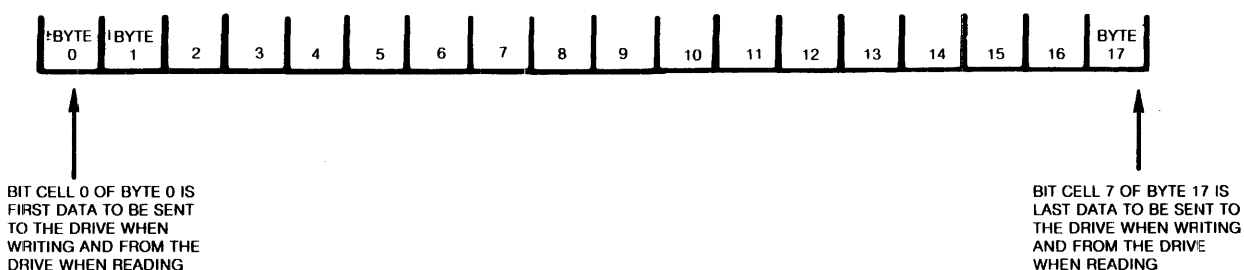 BYTE BYTE BYTE
0 1 2 3 4 5 6 7 8 9 10 11 12 13 14 15 16 17
BIT CELL 0 OF BYTE 0 IS
FIRST DATA TO BE SENT
TO THE DRIVE WHEN
WRITING AND FROM THE
DRIVE WHEN READING
BIT CELL 7 OF BYTE 17 IS
LAST DATA TO BE SENT TO
THE DRIVE WHEN WRITING
AND FROM THE DRIVE
WHEN READING